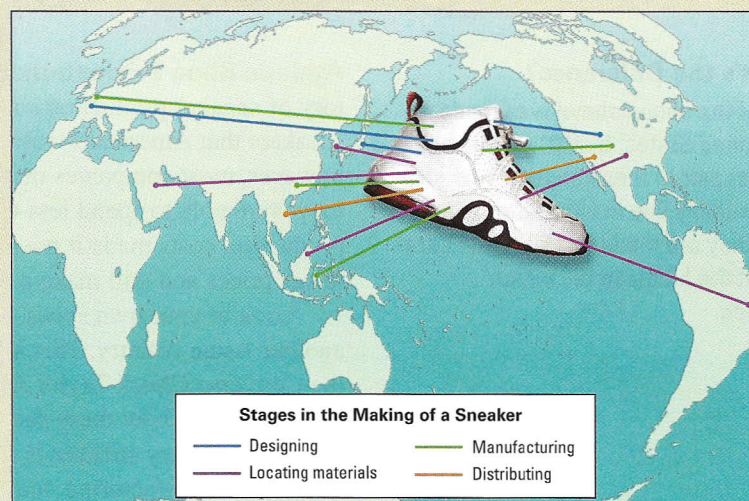 Stages in the Making of a Sneaker
Designing
Manufacturing
Locating materials
Distributing